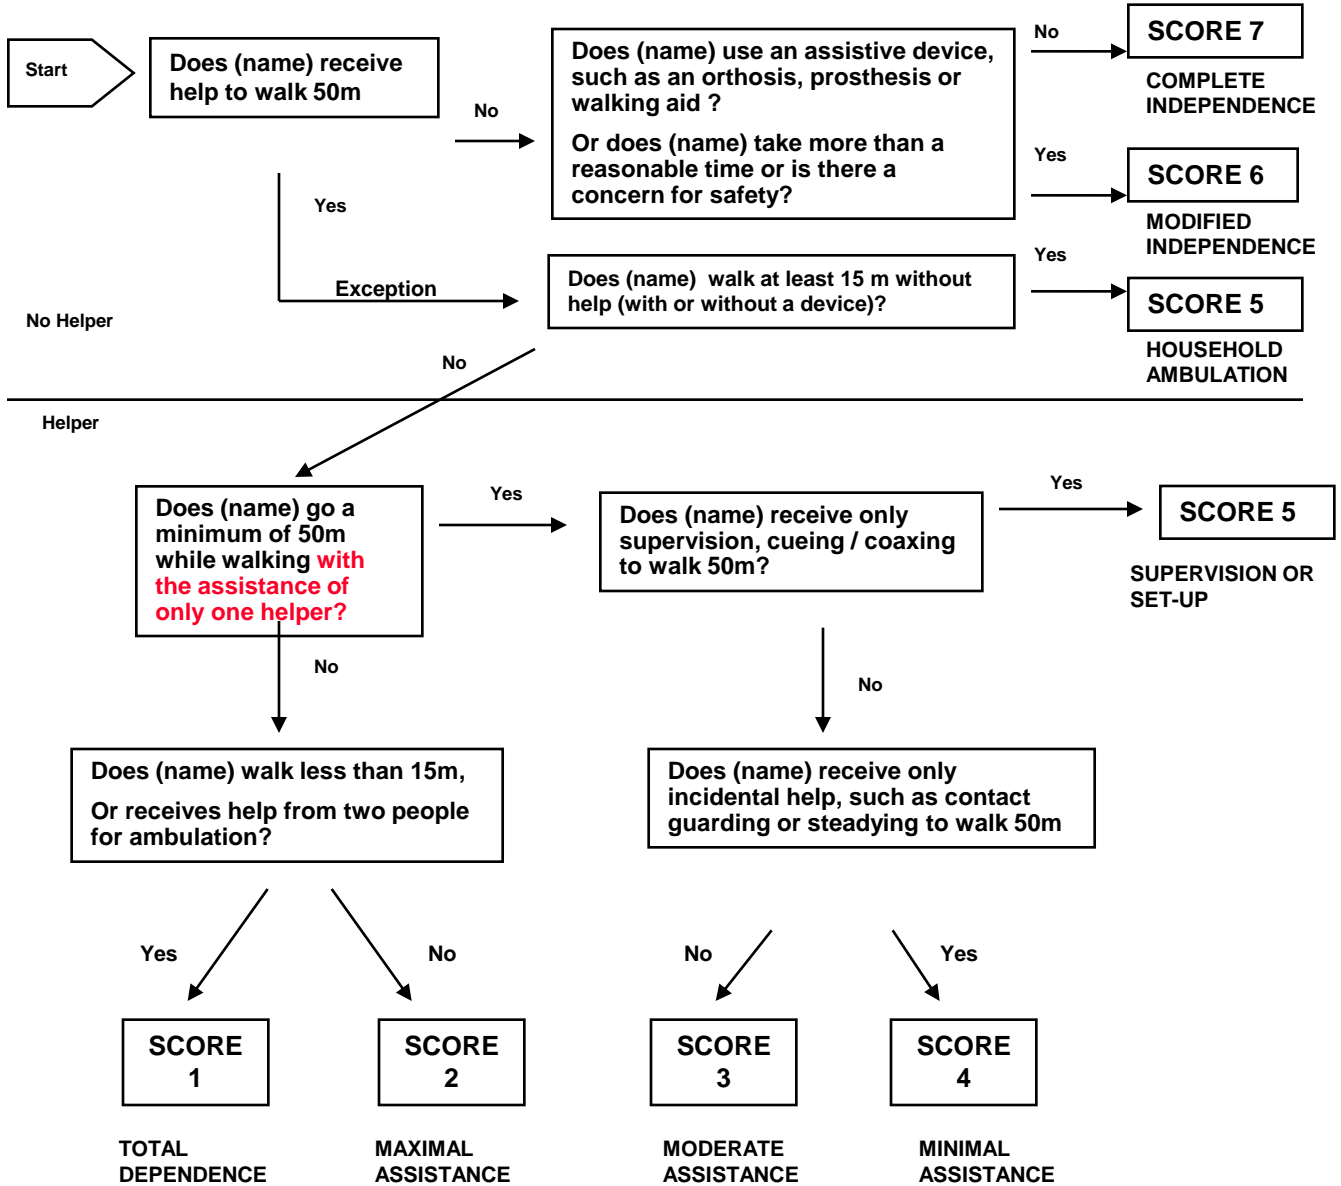 Start
Does (name) receive
help to walk 50m
No
Does (name) use an assistive device,
such as an orthosis, prosthesis or
walking aid ?
Or does (name) take more than a
reasonable time or is there a
concern for safety?
No
SCORE 7
COMPLETE
INDEPENDENCE
Yes
SCORE 6
MODIFIED
INDEPENDENCE
Yes
Exception
Does (name) walk at least 15 m without
help (with or without a device)?
Yes
SCORE 5
HOUSEHOLD
AMBULATION
No Helper
No
Helper
Does (name) go a
minimum of 50m
while walking with
the assistance of
only one helper?
Yes
Does (name) receive only
supervision, cueing / coaxing
to walk 50m?
Yes
SCORE 5
SUPERVISION OR
SET-UP
No
No
Does (name) walk less than 15m,
Or receives help from two people
for ambulation?
Does (name) receive only
incidental help, such as contact
guarding or steadying to walk 50m
Yes
No
No
Yes
SCORE
1
TOTAL
DEPENDENCE
SCORE
2
MAXIMAL
ASSISTANCE
SCORE
3
MODERATE
ASSISTANCE
SCORE
4
MINIMAL
ASSISTANCE